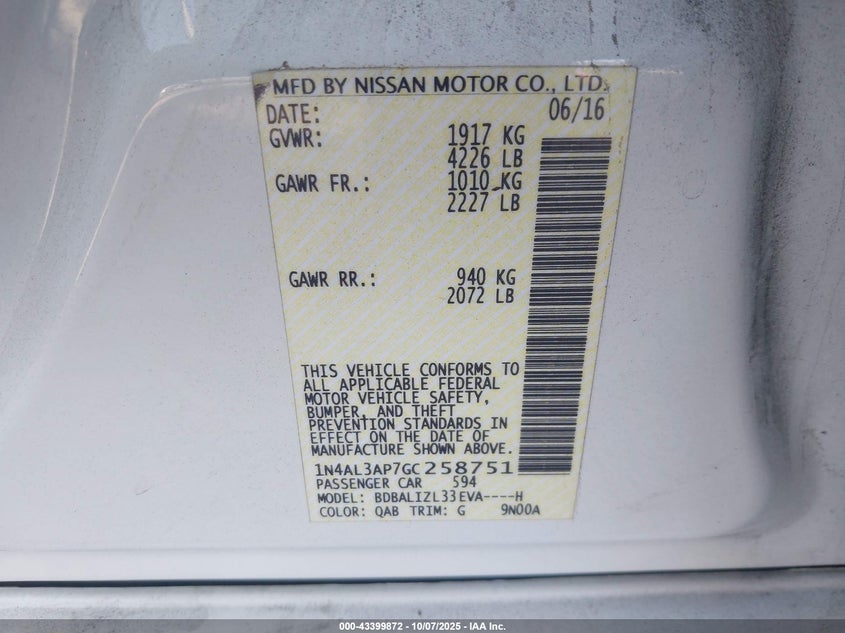 MFD BY NISSAN MOTOR CO., LTD.
DATE: 06/16
GVWR: 1917 KG
4226 LB
GAWR FR.: 1010 KG
2227 LB
GAWR RR.: 940 KG
2072 LB
THIS VEHICLE CONFORMS TO
ALL APPLICABLE FEDERAL
MOTOR VEHICLE SAFETY,
BUMPER, AND THEFT
PREVENTION STANDARDS IN
EFFECT ON THE DATE OF
MANUFACTURE SHOWN ABOVE.
1N4AL3AP7GC258751
PASSENGER CAR 594
MODEL: BDBALIZL33EVA----H
COLOR: QAB TRIM: G 9N00A
000-43399872 - 10/07/2025 - IAA Inc.